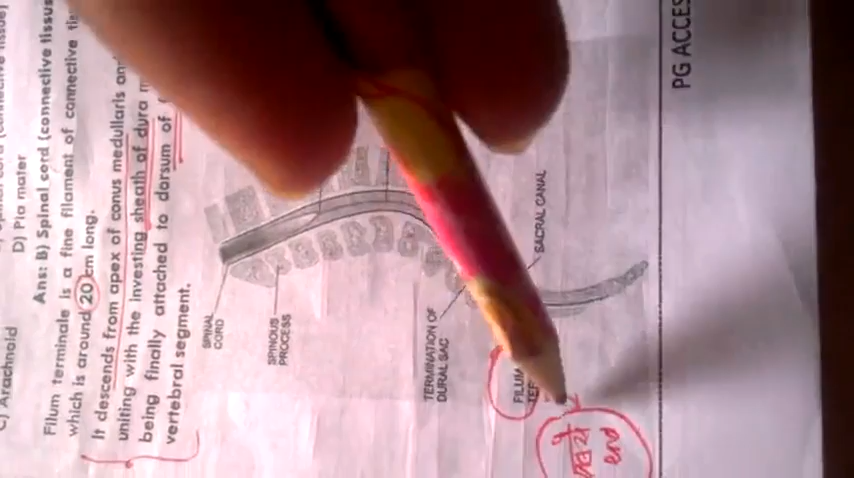 C) Arachnoid
D) Pia mater
Ans: B) Spinal cord (connective tissue
Filum terminale is a fine filament of connective
which is around 20 cm long.
It descends from apex of conus medullaris and
uniting with the investing sheath of dura
being finally attached to dorsum of
vertebral segment.
SPINAL
CORD
SPINOUS
PROCESS
TERMINATION OF
DURAL SAC
SACRAL CANAL
end
PG ACCES